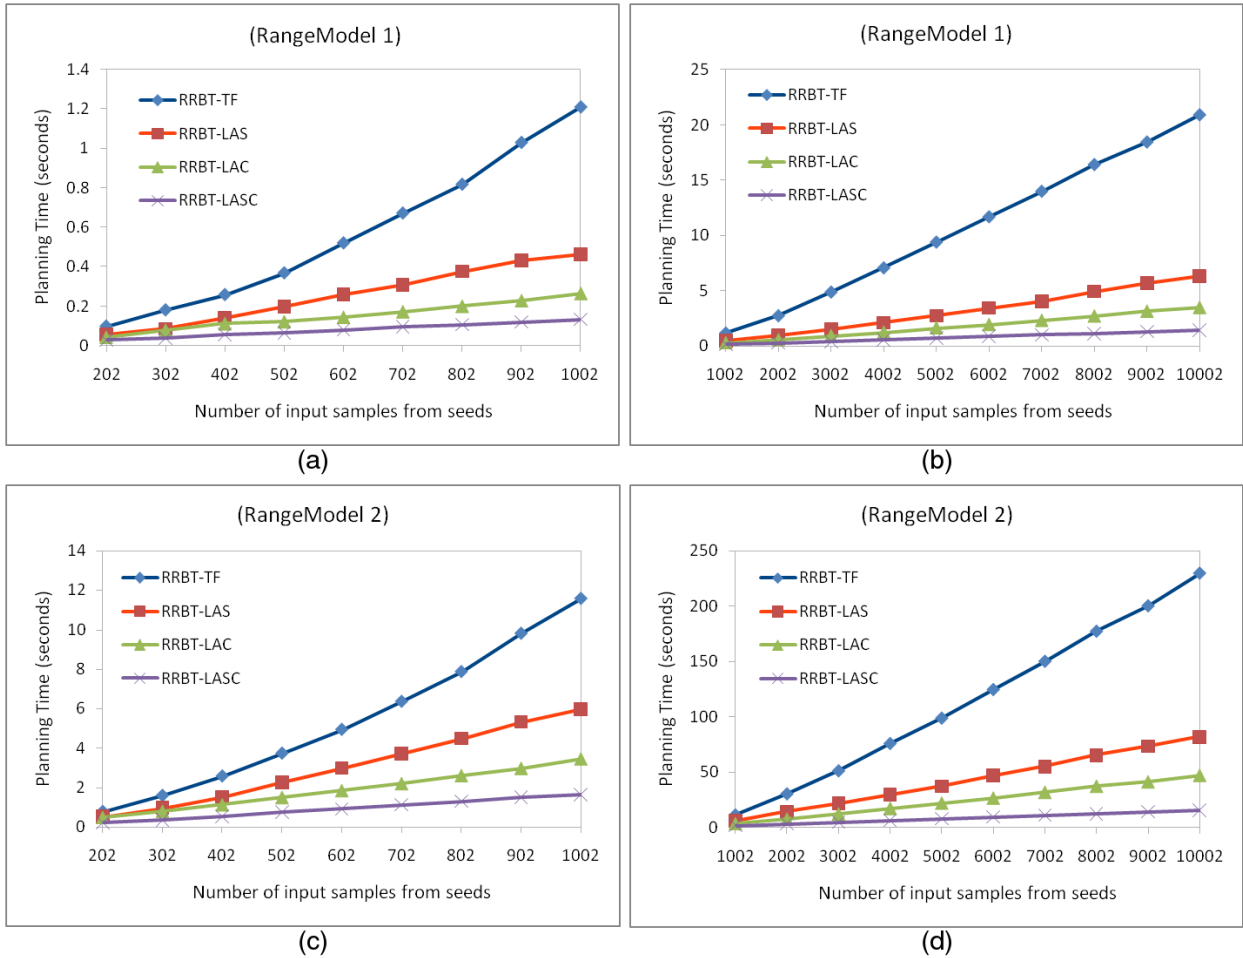 (RangeModel 1)
1.4
1.2
1
0.8
0.6
0.4
0.2
0
Planning Time (seconds)
RRBT-TF
RRBT-LAS
RRBT-LAC
RRBT-LASC
202 302 402 502 602 702 802 902 1002
Number of input samples from seeds
(a)
(RangeModel 1)
25
20
15
10
5
0
Planning Time (seconds)
RRBT-TF
RRBT-LAS
RRBT-LAC
RRBT-LASC
1002 2002 3002 4002 5002 6002 7002 8002 9002 10002
Number of input samples from seeds
(b)
(RangeModel 2)
14
12
10
8
6
4
2
0
Planning Time (seconds)
RRBT-TF
RRBT-LAS
RRBT-LAC
RRBT-LASC
202 302 402 502 602 702 802 902 1002
Number of input samples from seeds
(c)
(RangeModel 2)
250
200
150
100
50
0
Planning Time (seconds)
RRBT-TF
RRBT-LAS
RRBT-LAC
RRBT-LASC
1002 2002 3002 4002 5002 6002 7002 8002 9002 10002
Number of input samples from seeds
(d)